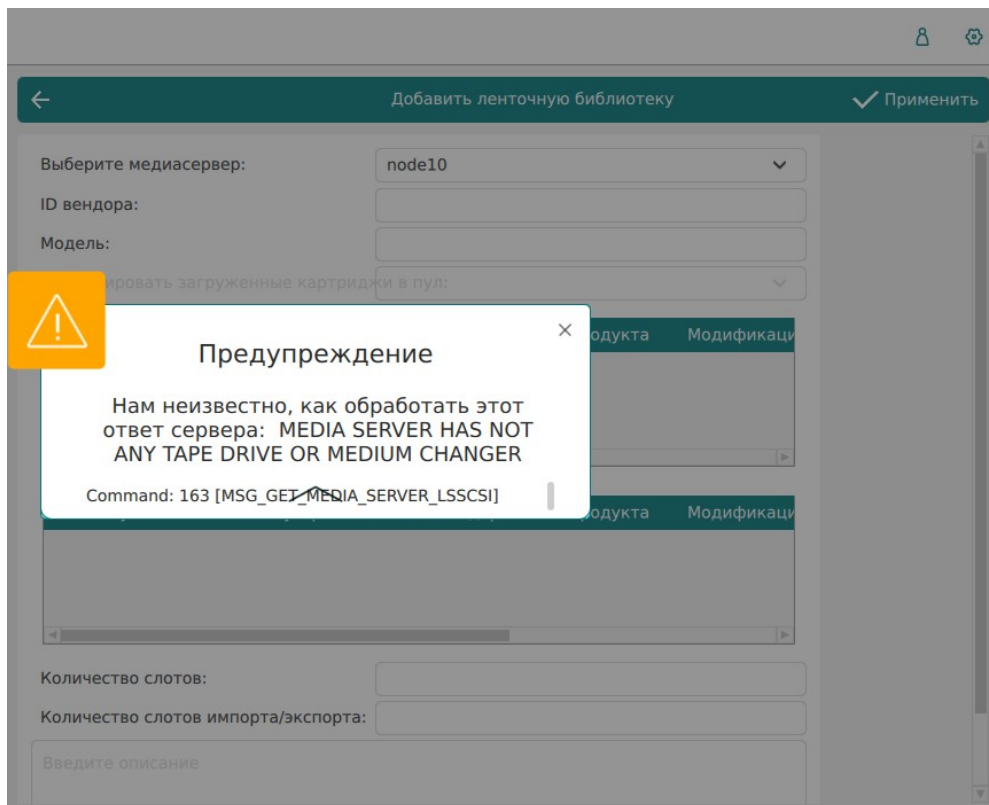 Добавить ленточную библиотеку
Применить
Выберите медиасервер:
node10
ID вендора:
Модель:
ировать загруженные картриджи в пул:
одукта
Модификаци
Предупреждение
Нам неизвестно, как обработать этот
ответ сервера: MEDIA SERVER HAS NOT
ANY TAPE DRIVE OR MEDIUM CHANGER
Command: 163 [MSG_GET_MEDIA_SERVER_LSSCSI]
одукта
Модификаци
Количество слотов:
Количество слотов импорта/экспорта:
Введите описание